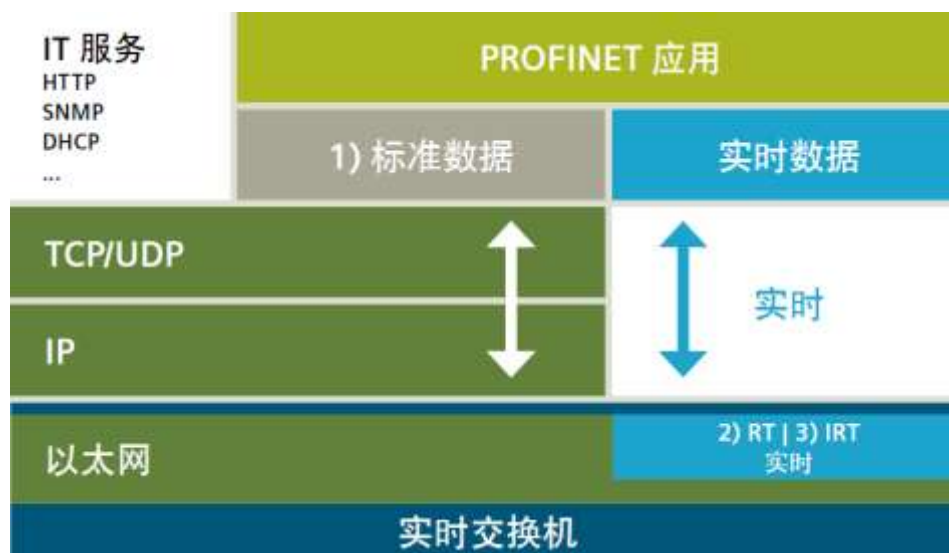 IT 服务
HTTP
SNMP
DHCP
...
PROFINET 应用
1) 标准数据
实时数据
TCP/UDP
实时
IP
以太网
2) RT | 3) IRT
实时
实时交换机